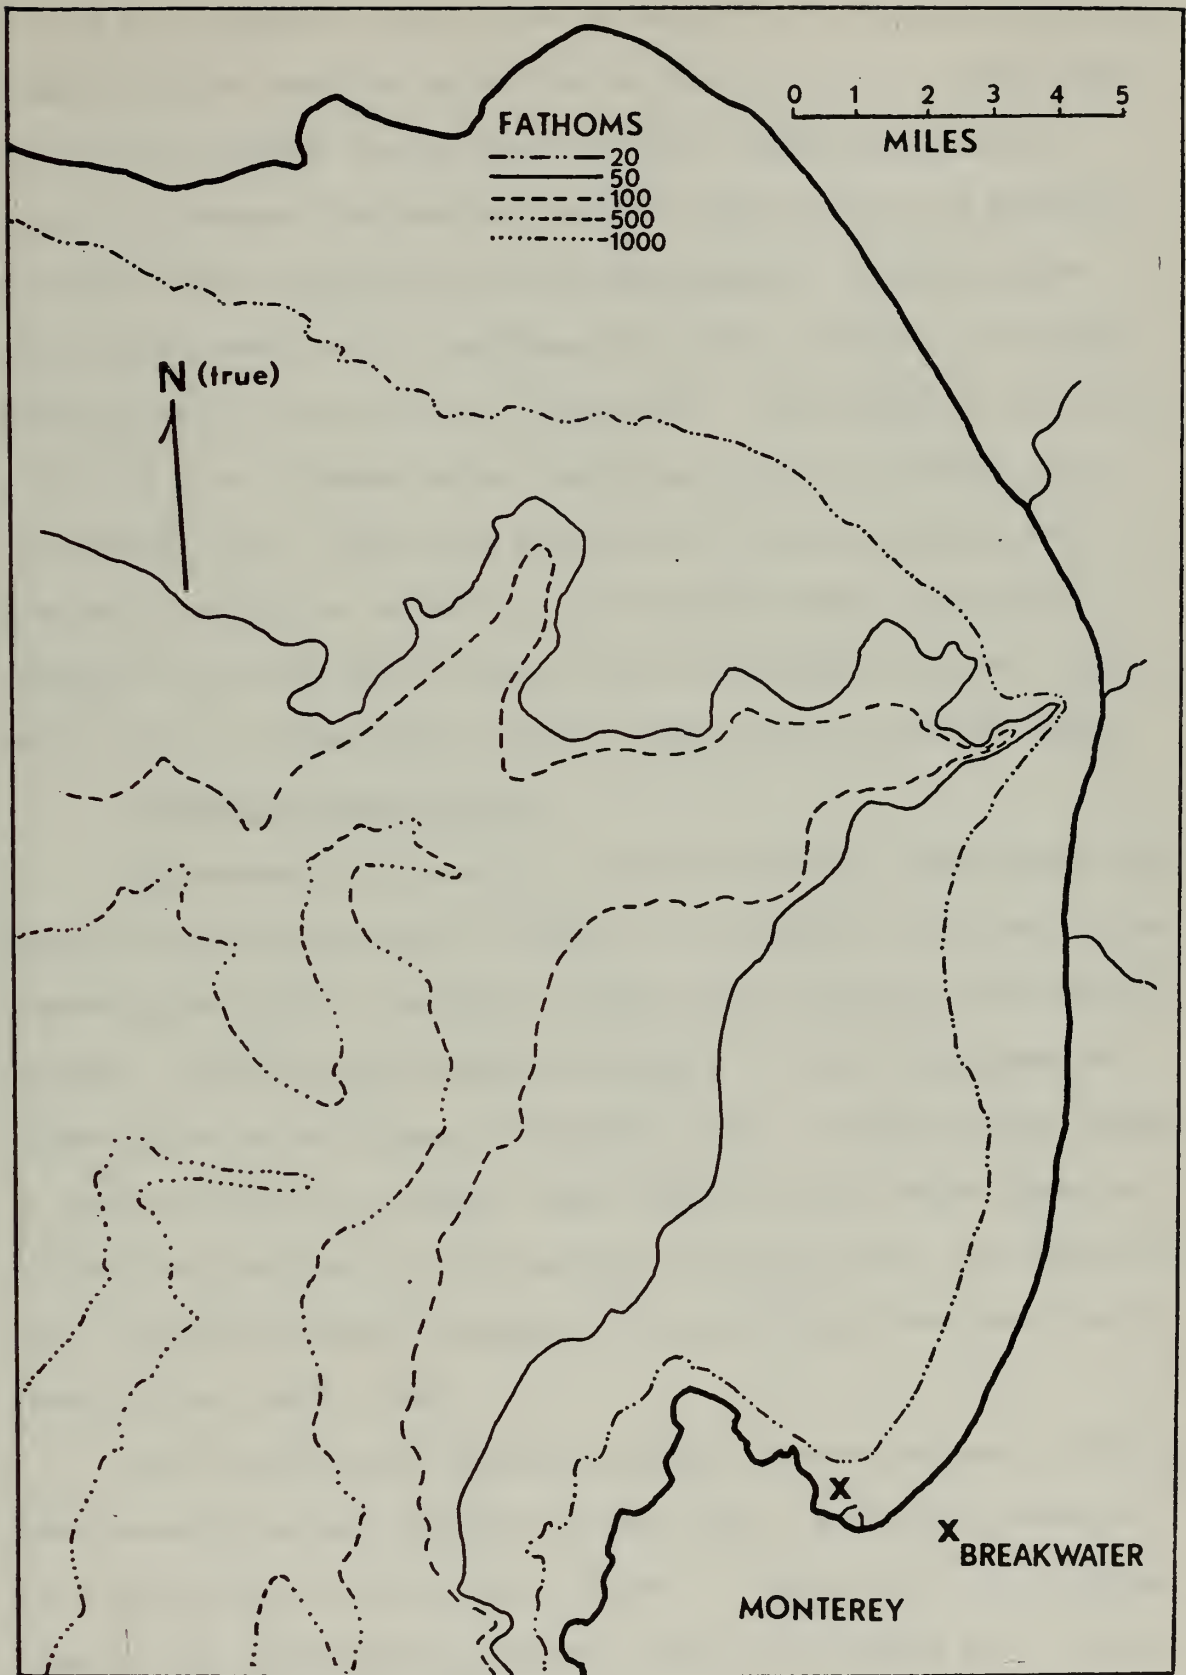 0 1 2 3 4 5
MILES
FATHOMS
20
50
100
500
1000
N (true)
X
X BREAKWATER
MONTEREY